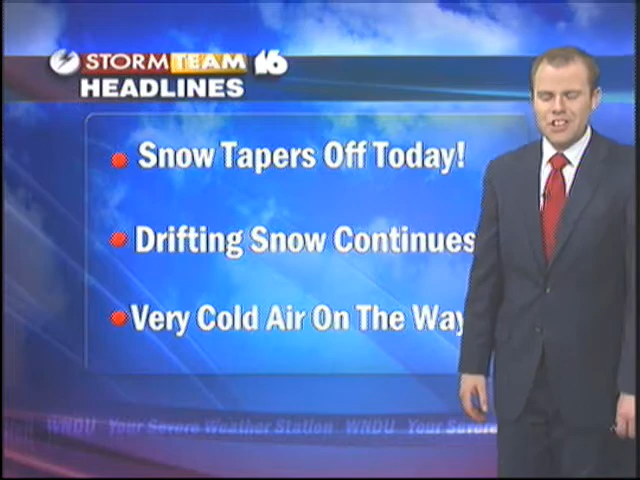 STORM TEAM 16
HEADLINES
Snow Tapers Off Today!
Drifting Snow Continues
Very Cold Air On The Way
WNDU Your Severe Weather Station WNDU Your Severe